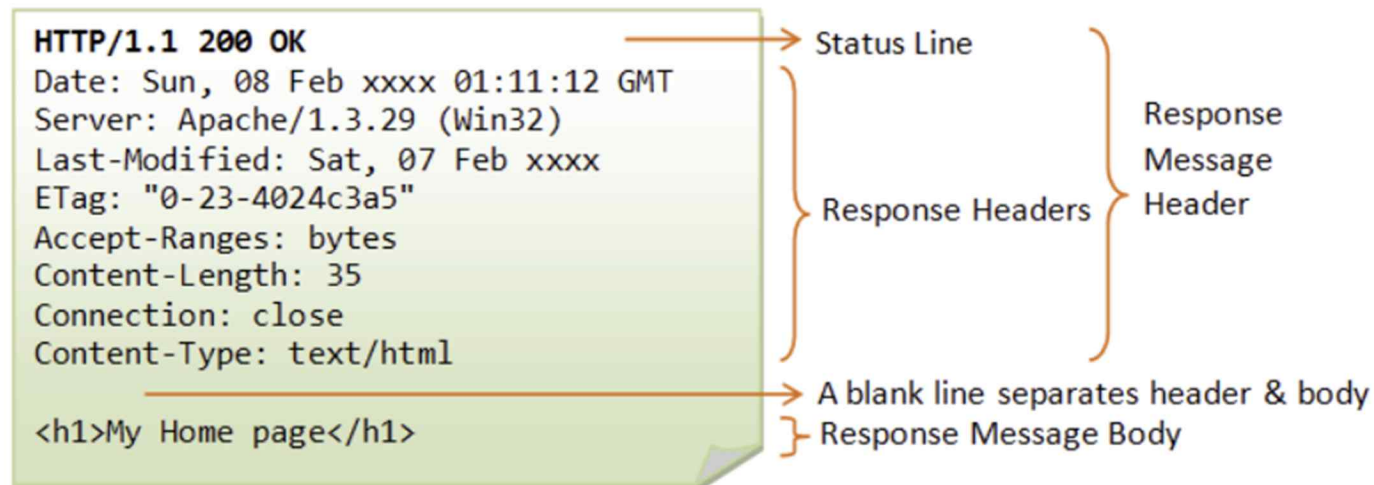 HTTP/1.1 200 OK
Date: Sun, 08 Feb xxxx 01:11:12 GMT
Server: Apache/1.3.29 (Win32)
Last-Modified: Sat, 07 Feb xxxx
ETag: "0-23-4024c3a5"
Accept-Ranges: bytes
Content-Length: 35
Connection: close
Content-Type: text/html
<h1>My Home page</h1>
Status Line
Response Headers
Response
Message
Header
A blank line separates header & body
Response Message Body